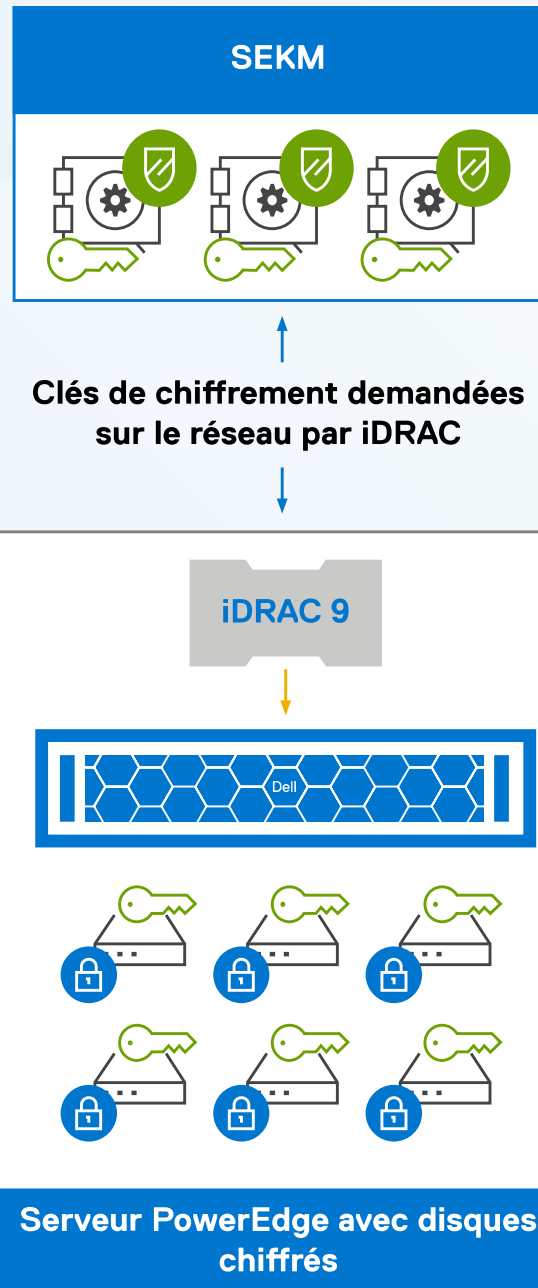 SEKM
Clés de chiffrement demandées
sur le réseau par iDRAC
iDRAC 9
Dell
Serveur PowerEdge avec disques
chiffrés